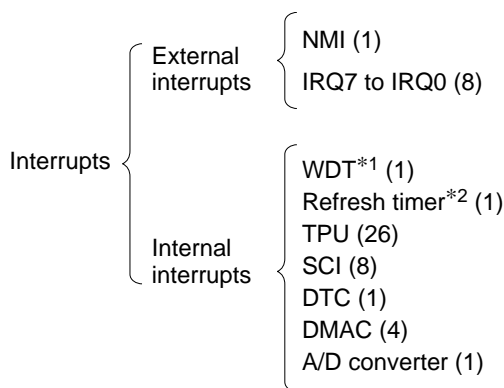 External
interrupts
NMI (1)
IRQ7 to IRQ0 (8)
Interrupts
Internal
interrupts
WDT*1 (1)
Refresh timer*2 (1)
TPU (26)
SCI (8)
DTC (1)
DMAC (4)
A/D converter (1)